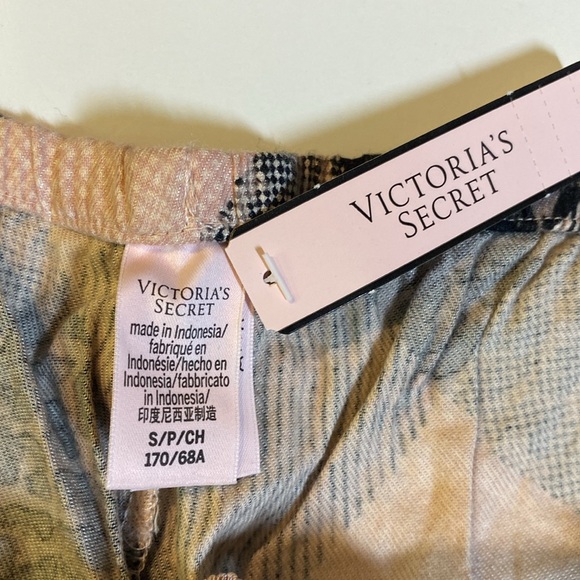 VICTORIA'S
SECRET
VICTORIA'S
SECRET
made in Indonesia/
fabriqué en
Indonésie/hecho en
Indonesia/fabbricato
in Indonesia/
印度尼西亚制造
S/P/CH
170/68A